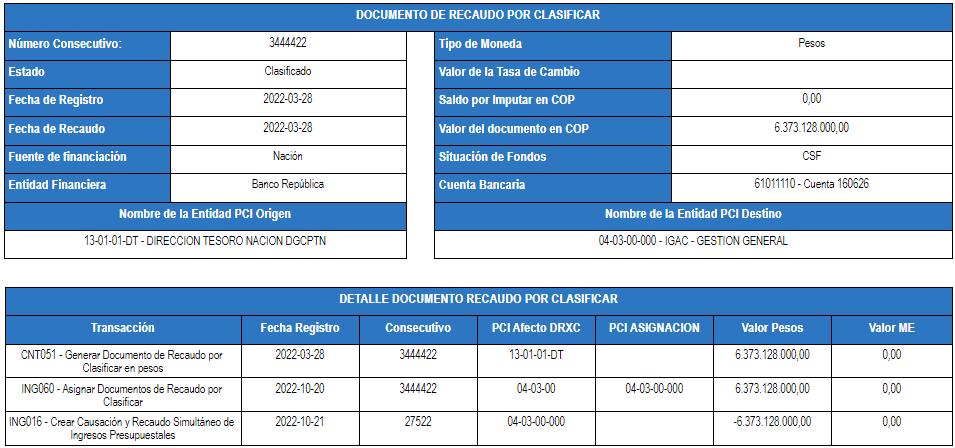 DOCUMENTO DE RECAUDO POR CLASIFICAR
Número Consecutivo: 3444422 Tipo de Moneda Pesos
Estado Clasificado Valor de la Tasa de Cambio
Fecha de Registro 2022-03-28 Saldo por Imputar en COP 0,00
Fecha de Recaudo 2022-03-28 Valor del documento en COP 6.373.128.000,00
Fuente de financiación Nación Situación de Fondos CSF
Entidad Financiera Banco República Cuenta Bancaria 61011110 - Cuenta 160626
Nombre de la Entidad PCI Origen Nombre de la Entidad PCI Destino
13-01-01-DT - DIRECCION TESORO NACION DGCPTN 04-03-00-000 - IGAC - GESTION GENERAL
DETALLE DOCUMENTO RECAUDO POR CLASIFICAR
Transacción Fecha Registro Consecutivo PCI Afecto DRXC PCI ASIGNACION Valor Pesos Valor ME
CNT051 - Generar Documento de Recaudo por 2022-03-28 3444422 13-01-01-DT 6.373.128.000,00 0,00
Clasificar en pesos
ING060 - Asignar Documentos de Recaudo por 2022-10-20 3444422 04-03-00 04-03-00-000 6.373.128.000,00 0,00
Clasificar
ING016 - Crear Causación y Recaudo Simultáneo de 2022-10-21 27522 04-03-00-000 -6.373.128.000,00 0,00
Ingresos Presupuestales